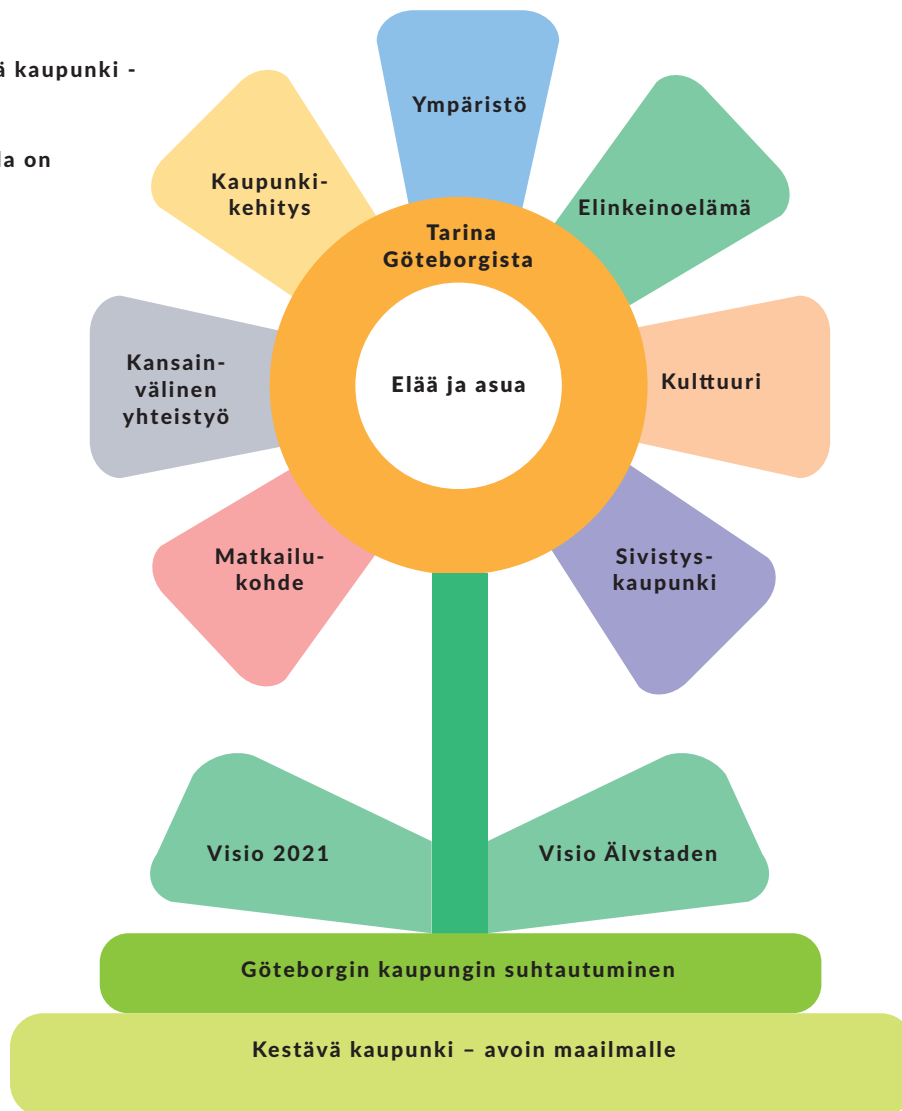 ä kaupunki -
la on
Ympäristö
Kaupunki-
kehitys
Elinkeinoelämä
Tarina
Göteborgista
Kansain-
välinen
yhteistyö
Elää ja asua
Kulttuuri
Matkailu-
kohde
Sivistys-
kaupunki
Visio 2021
Visio Älvstaden
Göteborgin kaupungin suhtautuminen
Kestävä kaupunki – avoin maailmalle